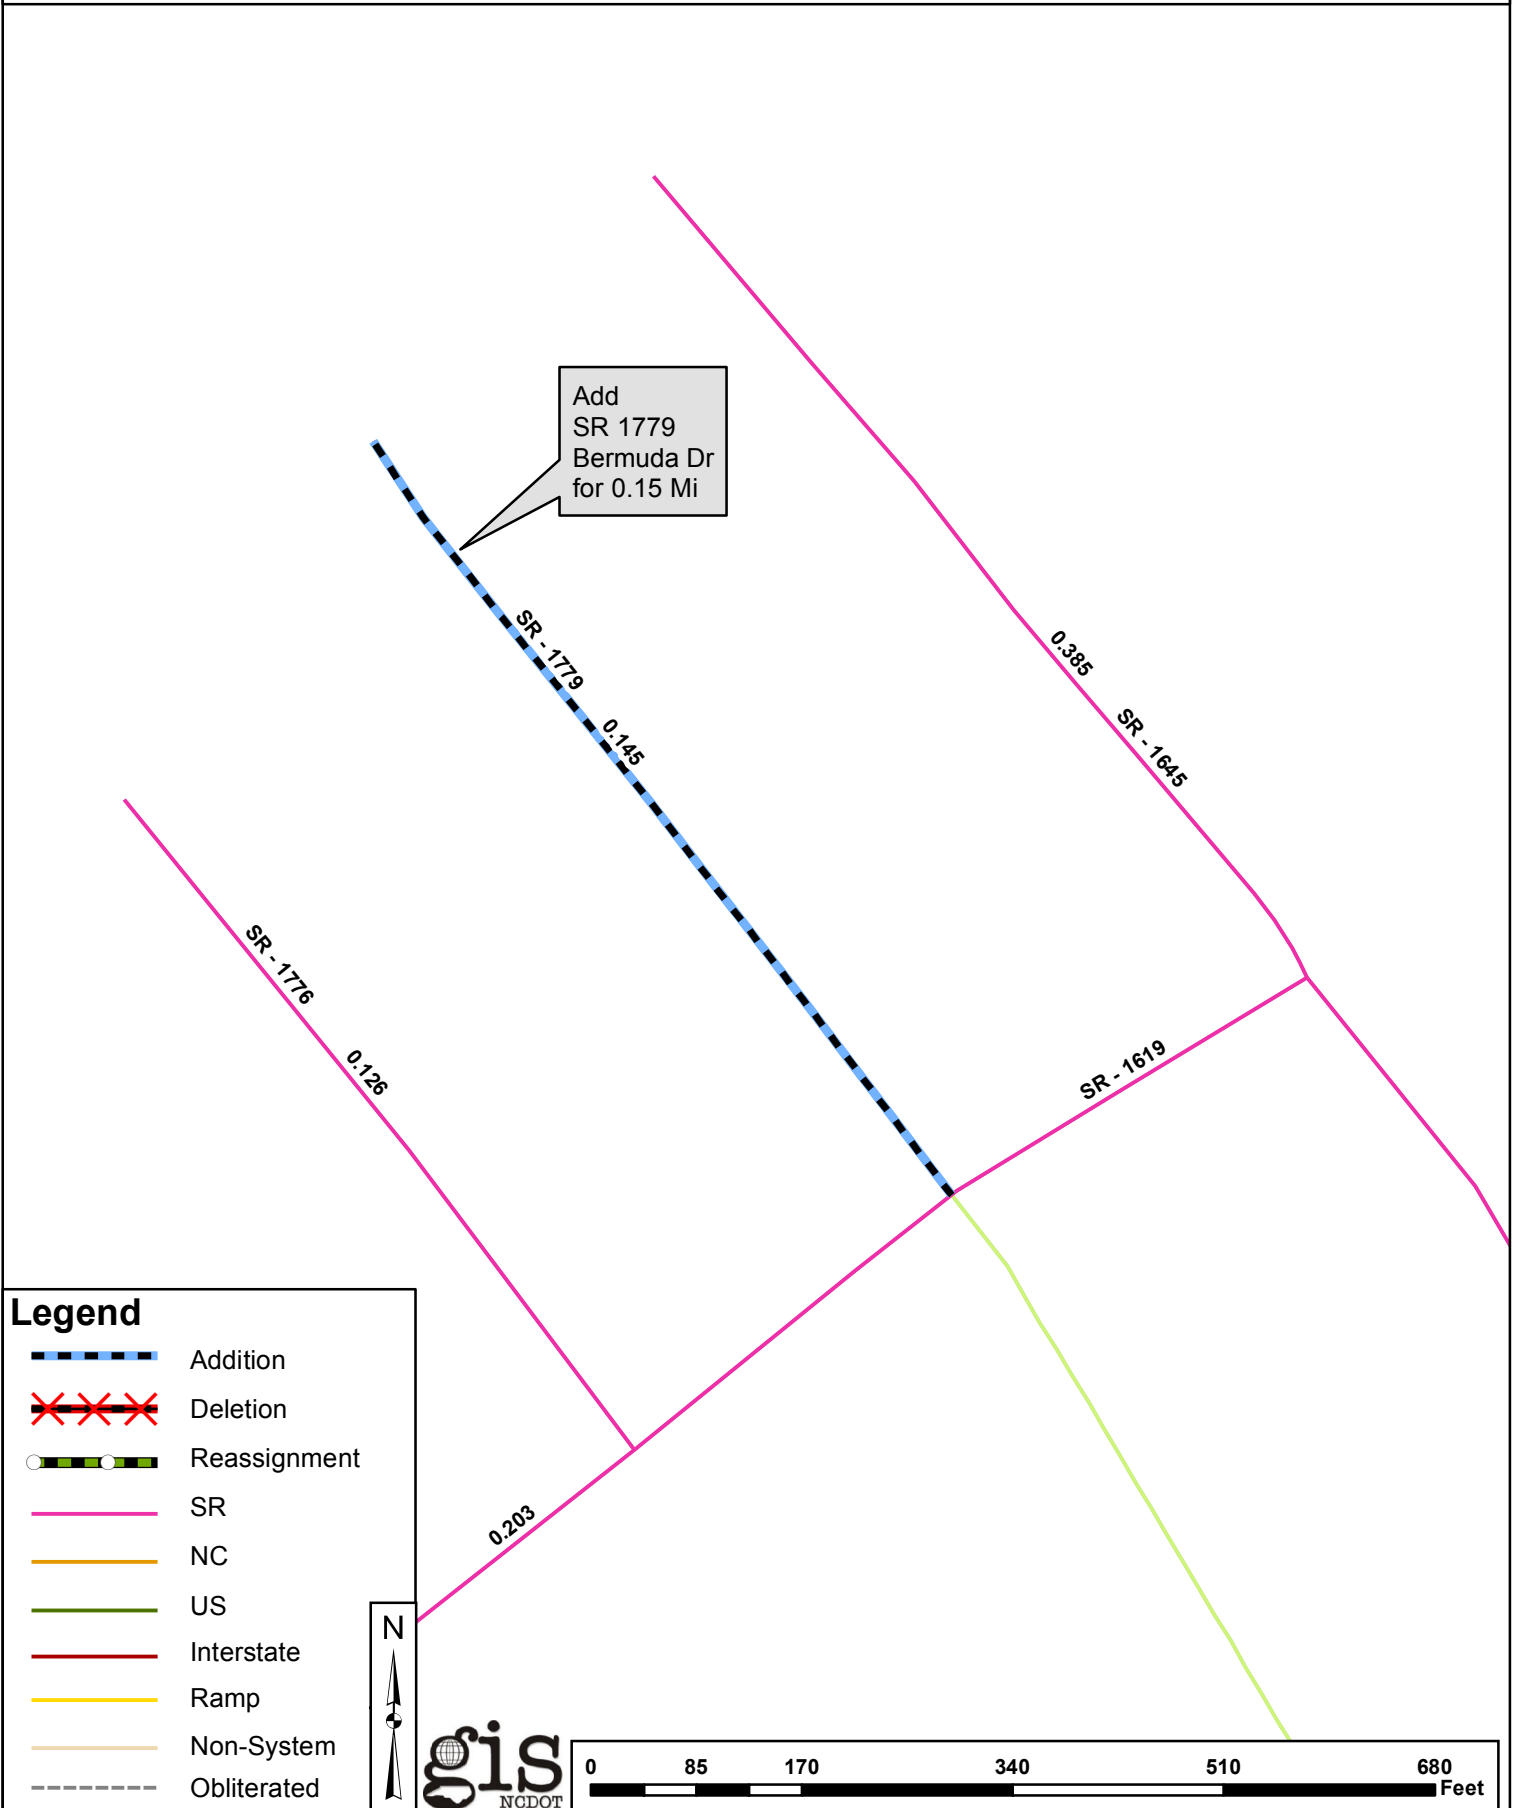 Add
SR 1779
Bermuda Dr
for 0.15 Mi
SR - 1779
0.145
0.385
SR - 1645
SR - 1776
0.126
SR - 1619
0.203
Legend
Addition
Deletion
Reassignment
SR
NC
US
Interstate
Ramp
Non-System
Obliterated
N
gis
NCDOT
0 85 170 340 510 680
Feet